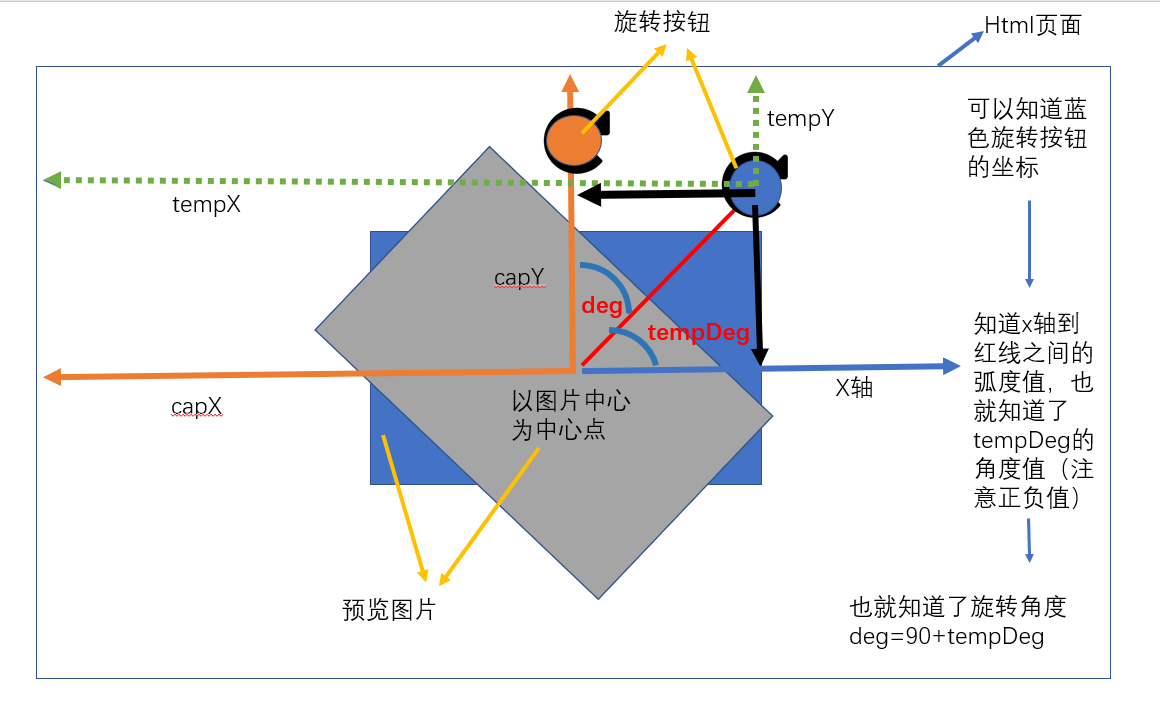 旋转按钮
Html页面
可以知道蓝
色旋转按钮
的坐标
tempY
tempX
capY
deg
tempDeg
知道x轴到
红线之间的
弧度值，也
就知道了
tempDeg的
角度值（注
意正负值）
X轴
capX
以图片中心
为中心点
预览图片
也就知道了旋转角度
deg=90+tempDeg